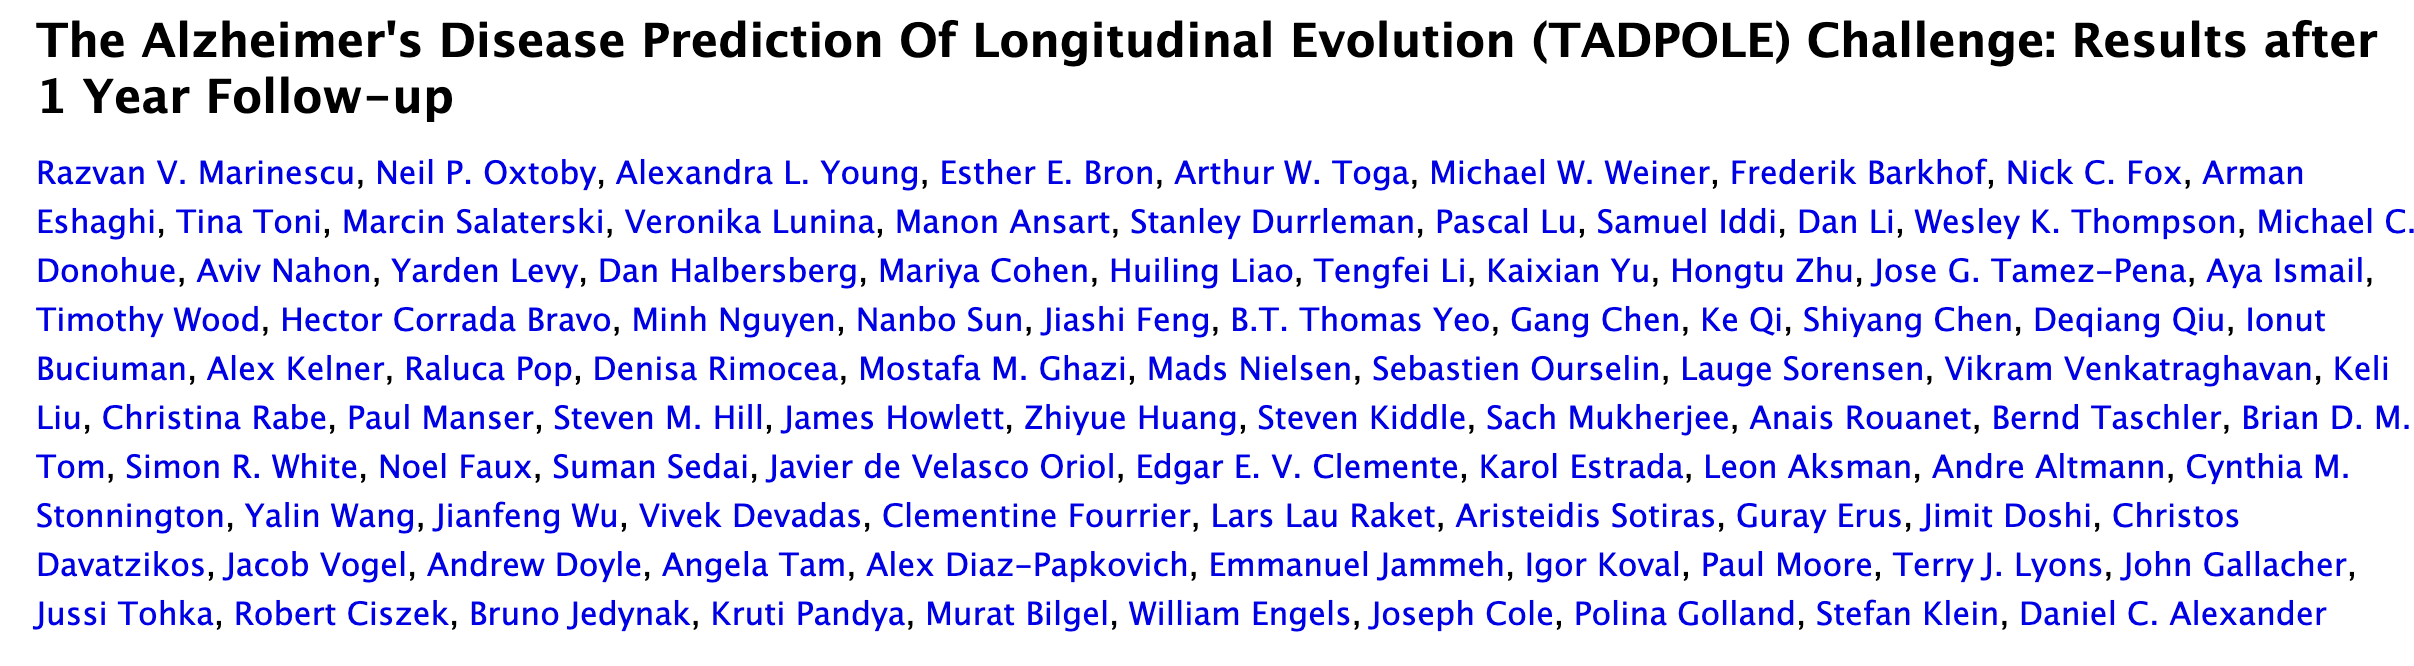 The Alzheimer's Disease Prediction Of Longitudinal Evolution (TADPOLE) Challenge: Results after
1 Year Follow-up
Razvan V. Marinescu, Neil P. Oxtoby, Alexandra L. Young, Esther E. Bron, Arthur W. Toga, Michael W. Weiner, Frederik Barkhof, Nick C. Fox, Arman
Eshaghi, Tina Toni, Marcin Salaterski, Veronika Lunina, Manon Ansart, Stanley Durrleman, Pascal Lu, Samuel Iddi, Dan Li, Wesley K. Thompson, Michael C.
Donohue, Aviv Nahon, Yarden Levy, Dan Halbersberg, Mariya Cohen, Huiling Liao, Tengfei Li, Kaixian Yu, Hongtu Zhu, Jose G. Tamez-Pena, Aya Ismail,
Timothy Wood, Hector Corrada Bravo, Minh Nguyen, Nanbo Sun, Jiashi Feng, B.T. Thomas Yeo, Gang Chen, Ke Qi, Shiyang Chen, Deqiang Qiu, Ionut
Buciuman, Alex Kelner, Raluca Pop, Denisa Rimocea, Mostafa M. Ghazi, Mads Nielsen, Sebastien Ourselin, Lauge Sorensen, Vikram Venkatraghavan, Keli
Liu, Christina Rabe, Paul Manser, Steven M. Hill, James Howlett, Zhiyue Huang, Steven Kiddle, Sach Mukherjee, Anais Rouanet, Bernd Taschler, Brian D. M.
Tom, Simon R. White, Noel Faux, Suman Sedai, Javier de Velasco Oriol, Edgar E. V. Clemente, Karol Estrada, Leon Aksman, Andre Altmann, Cynthia M.
Stonnington, Yalin Wang, Jianfeng Wu, Vivek Devadas, Clementine Fourrier, Lars Lau Raket, Aristeidis Sotiras, Guray Erus, Jimit Doshi, Christos
Davatzikos, Jacob Vogel, Andrew Doyle, Angela Tam, Alex Diaz-Papkovich, Emmanuel Jammeh, Igor Koval, Paul Moore, Terry J. Lyons, John Gallacher,
Jussi Tohka, Robert Ciszek, Bruno Jedynak, Kruti Pandya, Murat Bilgel, William Engels, Joseph Cole, Polina Golland, Stefan Klein, Daniel C. Alexander